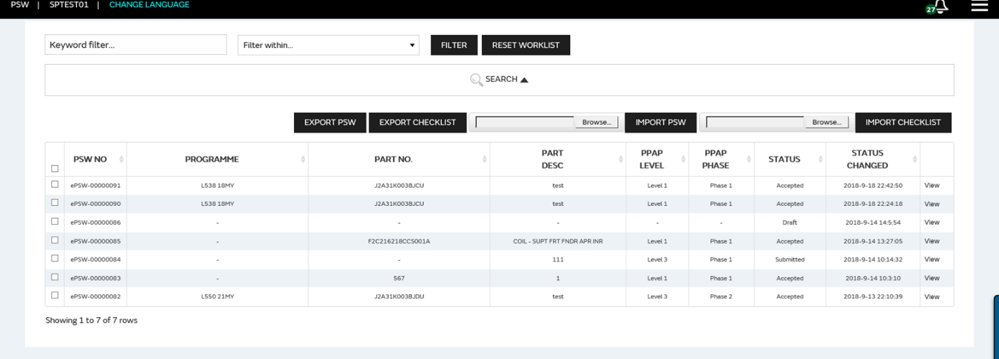 PSW | SPTEST01 | CHANGE LANGUAGE 27
Keyword filter... Filter within... FILTER RESET WORKLIST
SEARCH
EXPORT PSW EXPORT CHECKLIST Browse... IMPORT PSW Browse... IMPORT CHECKLIST
PSW NO PROGRAMME PART NO. PART DESC PPAP LEVEL PPAP PHASE STATUS STATUS CHANGED
ePSW-00000091 L538 18MY J2A31K003BJCU test Level 1 Phase 1 Accepted 2018-9-18 22:42:50 View
ePSW-00000090 L538 18MY J2A31K003BJCU test Level 1 Phase 1 Accepted 2018-9-18 22:24:18 View
ePSW-00000086 - - - - - Draft 2018-9-14 14:5:54 View
ePSW-00000085 - F2C216218CCS001A COIL - SUPT FRT FNDR APR INR Level 1 Phase 1 Accepted 2018-9-14 13:27:05 View
ePSW-00000084 - - 111 Level 3 Phase 1 Submitted 2018-9-14 10:14:32 View
ePSW-00000083 - 567 1 Level 1 Phase 1 Accepted 2018-9-14 10:3:10 View
ePSW-00000082 L550 21MY J2A31K003BJDU test Level 3 Phase 2 Accepted 2018-9-13 22:10:39 View
Showing 1 to 7 of 7 rows